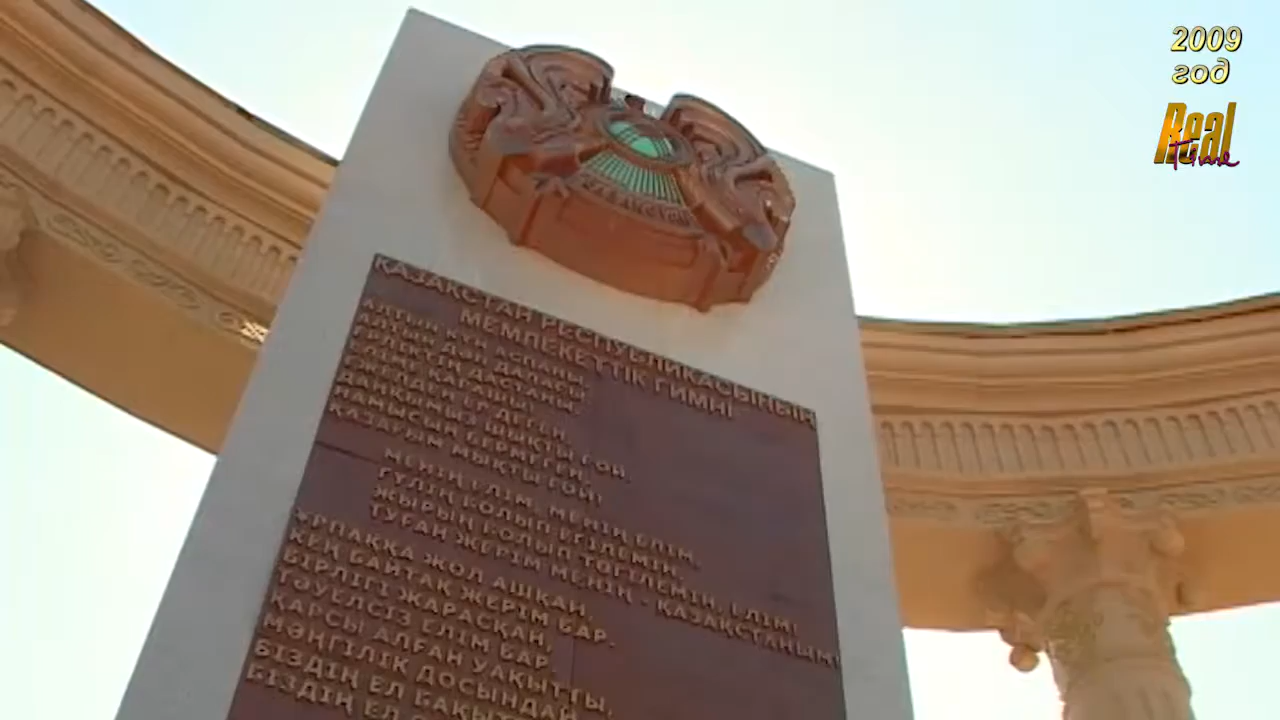 2009
год
Real
Time
ҚАЗАҚСТАН РЕСПУБЛИКАСЫНЫҢ
МЕМЛЕКЕТТІК ГИМНІ
АЛТЫН КҮН АСПАНЫ,
АЛТЫН ДӘН ДАЛАСЫ,
ЕРЛІКТІҢ ДАСТАНЫ,
ЕЛІМЕ ҚАРАШЫ!
ЕЖЕЛДЕН ЕР ДЕГЕН,
ДАҢҚЫМЫЗ ШЫҚТЫ ҒОЙ.
НАМЫСЫН БЕРМЕГЕН,
ҚАЗАҒЫМ МЫҚТЫ ҒОЙ!
МЕНІҢ ЕЛІМ, МЕНІҢ ЕЛІМ,
ГҮЛІҢ БОЛЫП ЕГІЛЕМІН,
ЖЫРЫҢ БОЛЫП ТӨГІЛЕМІН, ЕЛІМ!
ТУҒАН ЖЕРІМ МЕНІҢ - ҚАЗАҚСТАНЫМ!
ҰРПАҚҚА ЖОЛ АШҚАН,
КЕҢ БАЙТАҚ ЖЕРІМ БАР.
БІРЛІГІ ЖАРАСҚАН,
ТӘУЕЛСІЗ ЕЛІМ БАР.
ҚАРСЫ АЛҒАН УАҚЫТТЫ,
МӘҢГІЛІК ДОСЫНДАЙ
БІЗДІҢ ЕЛ БАҚЫТТЫ
БІЗДІҢ ЕЛ